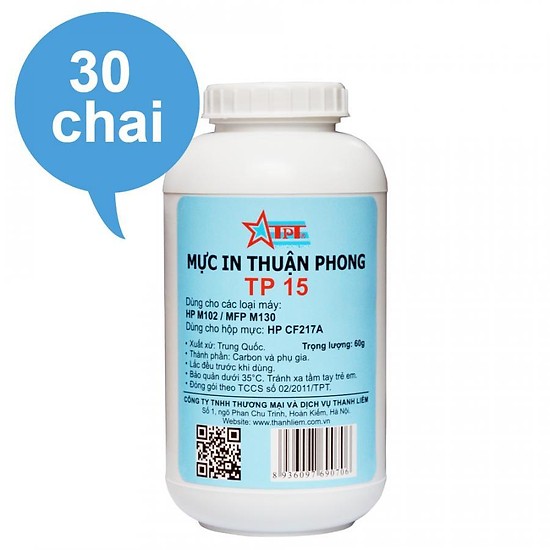 30
chai
TPT
MỰC IN THUẬN PHONG
TP 15
Dùng cho các loại máy:
HP M102 / MFP M130
Dùng cho hộp mực: HP CF217A
• Xuất xứ: Trung Quốc. Trọng lượng: 60g
• Thành phần: Carbon và phụ gia.
• Lắc đều trước khi dùng.
• Bảo quản dưới 35°C. Tránh xa tầm tay trẻ em.
• Đóng gói theo TCCS số 02/2011/TPT.
CÔNG TY TNHH THƯƠNG MẠI VÀ DỊCH VỤ THANH LIÊM
Số 1, ngõ Phan Chu Trinh, Hoàn Kiếm, Hà Nội.
Website: www.thanhliem.com.vn
8 936097 690708